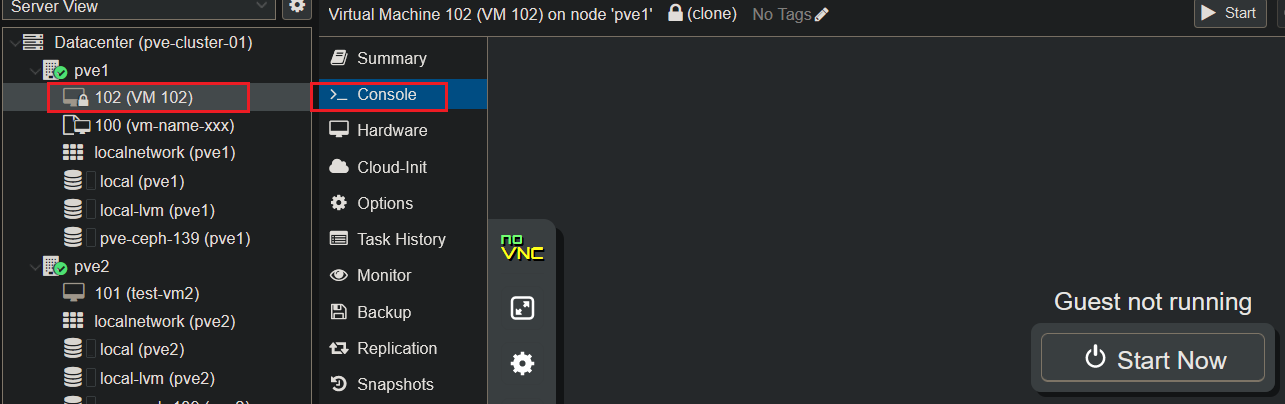 Server View
Virtual Machine 102 (VM 102) on node 'pve1' (clone) No Tags
Start
Datacenter (pve-cluster-01)
pve1
102 (VM 102)
100 (vm-name-xxx)
localnetwork (pve1)
local (pve1)
local-lvm (pve1)
pve-ceph-139 (pve1)
pve2
101 (test-vm2)
localnetwork (pve2)
local (pve2)
local-lvm (pve2)
Summary
Console
Hardware
Cloud-Init
Options
Task History
Monitor
Backup
Replication
Snapshots
no
VNC
Guest not running
Start Now